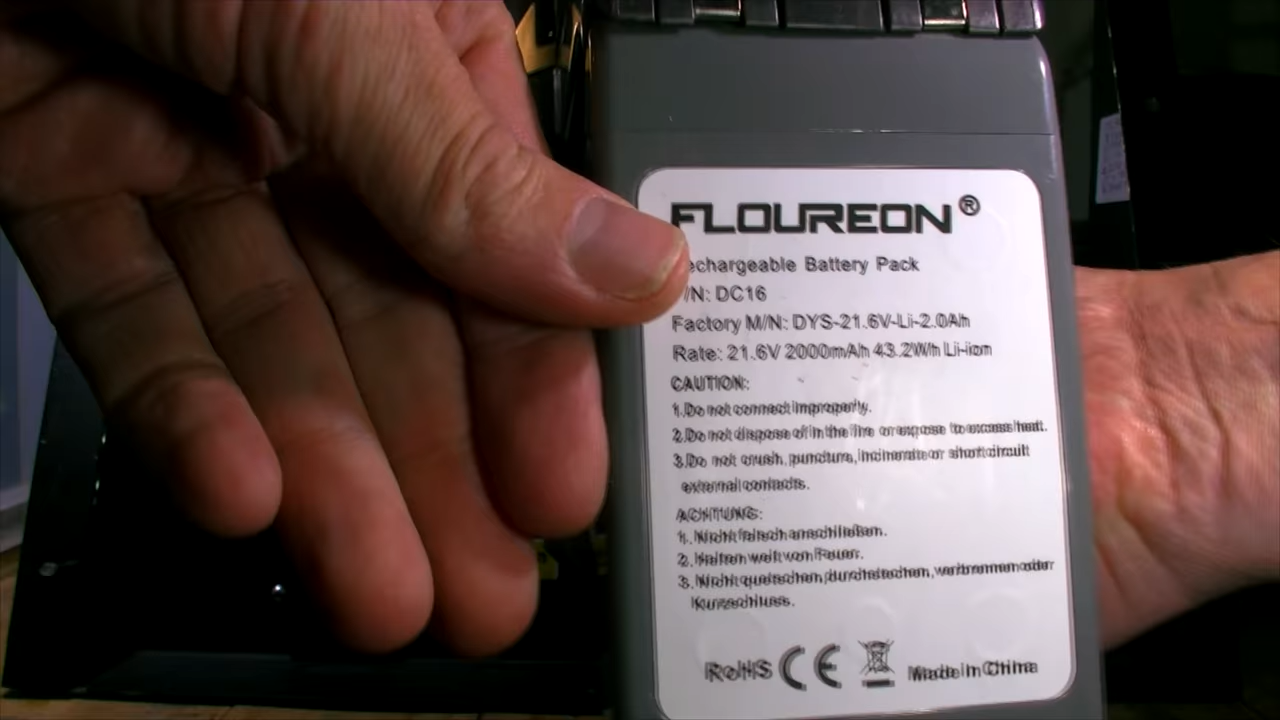 FLOUREON®
echargeable Battery Pack
/N: DC16
Factory M/N: DYS-21.6V-Li-2.0Ah
Rate: 21.6V 2000mAh 43.2Wh Li-ion
CAUTION:
1.Do not connect improperly.
2.Do not dispose of in the fire or expose to excess heat.
3.Do not crush, puncture, incinerate or short circuit
external contacts.
ACHTUNG:
1. Nicht falsch anschließen.
2. Halten weit von Feuer.
3. Nicht quetschen, durchstechen, verbrennen oder
Kurzschluss.
RoHS CE Made in China